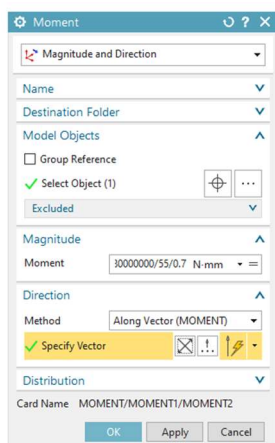 Moment
Magnitude and Direction
Name
Destination Folder
Model Objects
Group Reference
Select Object (1)
Excluded
Magnitude
Moment 30000000/55/0.7 N·mm
Direction
Method Along Vector (MOMENT)
Specify Vector
Distribution
Card Name MOMENT/MOMENT1/MOMENT2
OK Apply Cancel